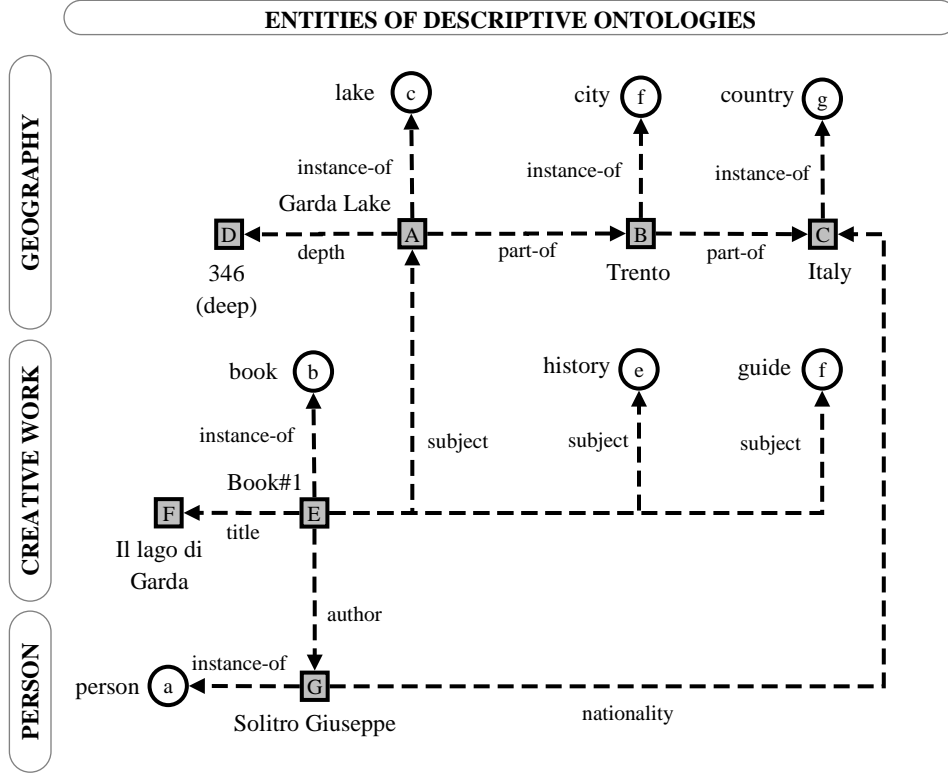 ENTITIES OF DESCRIPTIVE ONTOLOGIES
GEOGRAPHY
lake c
city f
country g
instance-of
instance-of
instance-of
Garda Lake
D
A
B
C
depth
part-of
part-of
346
(deep)
Trento
Italy
CREATIVE WORK
book b
history e
guide f
instance-of
subject
subject
subject
Book#1
F
E
title
Il lago di
Garda
author
PERSON
instance-of
person a
G
Solitro Giuseppe
nationality